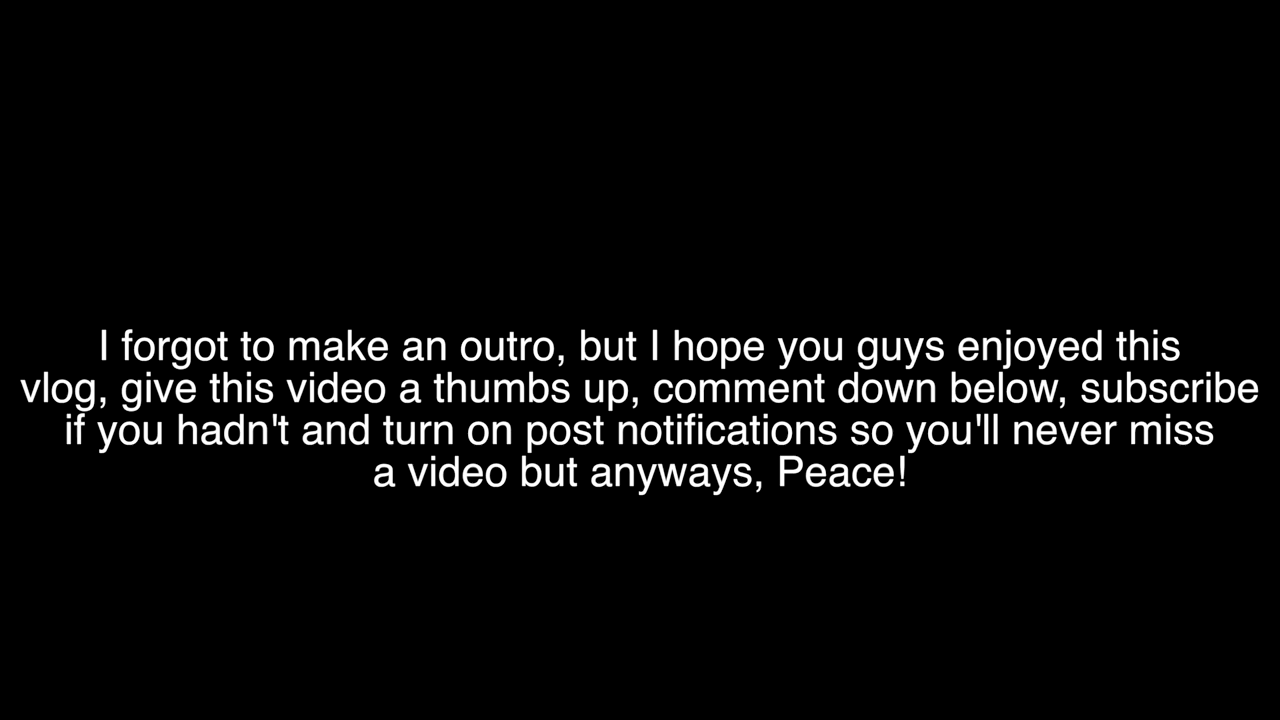 I forgot to make an outro, but I hope you guys enjoyed this
vlog, give this video a thumbs up, comment down below, subscribe
if you hadn't and turn on post notifications so you'll never miss
a video but anyways, Peace!